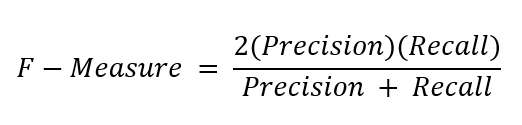 F − Measure = 2(Precision)(Recall) / Precision + Recall